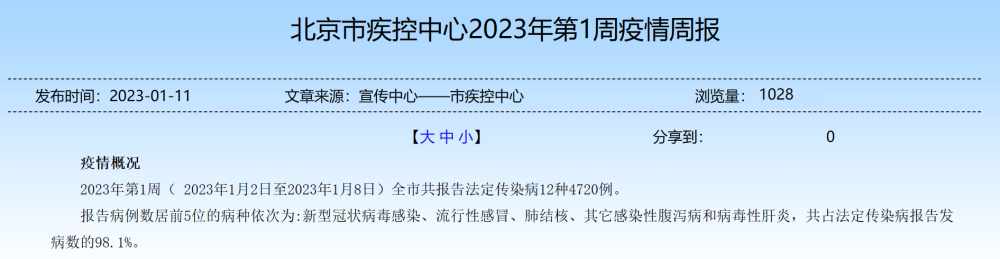 北京市疾控中心2023年第1周疫情周报
发布时间：2023-01-11 文章来源：宣传中心——市疾控中心 浏览量： 1028
【大 中 小】 分享到： 0
疫情概况
2023年第1周（ 2023年1月2日至2023年1月8日）全市共报告法定传染病12种4720例。
报告病例数居前5位的病种依次为:新型冠状病毒感染、流行性感冒、肺结核、其它感染性腹泻病和病毒性肝炎，共占法定传染病报告发
病数的98.1%。